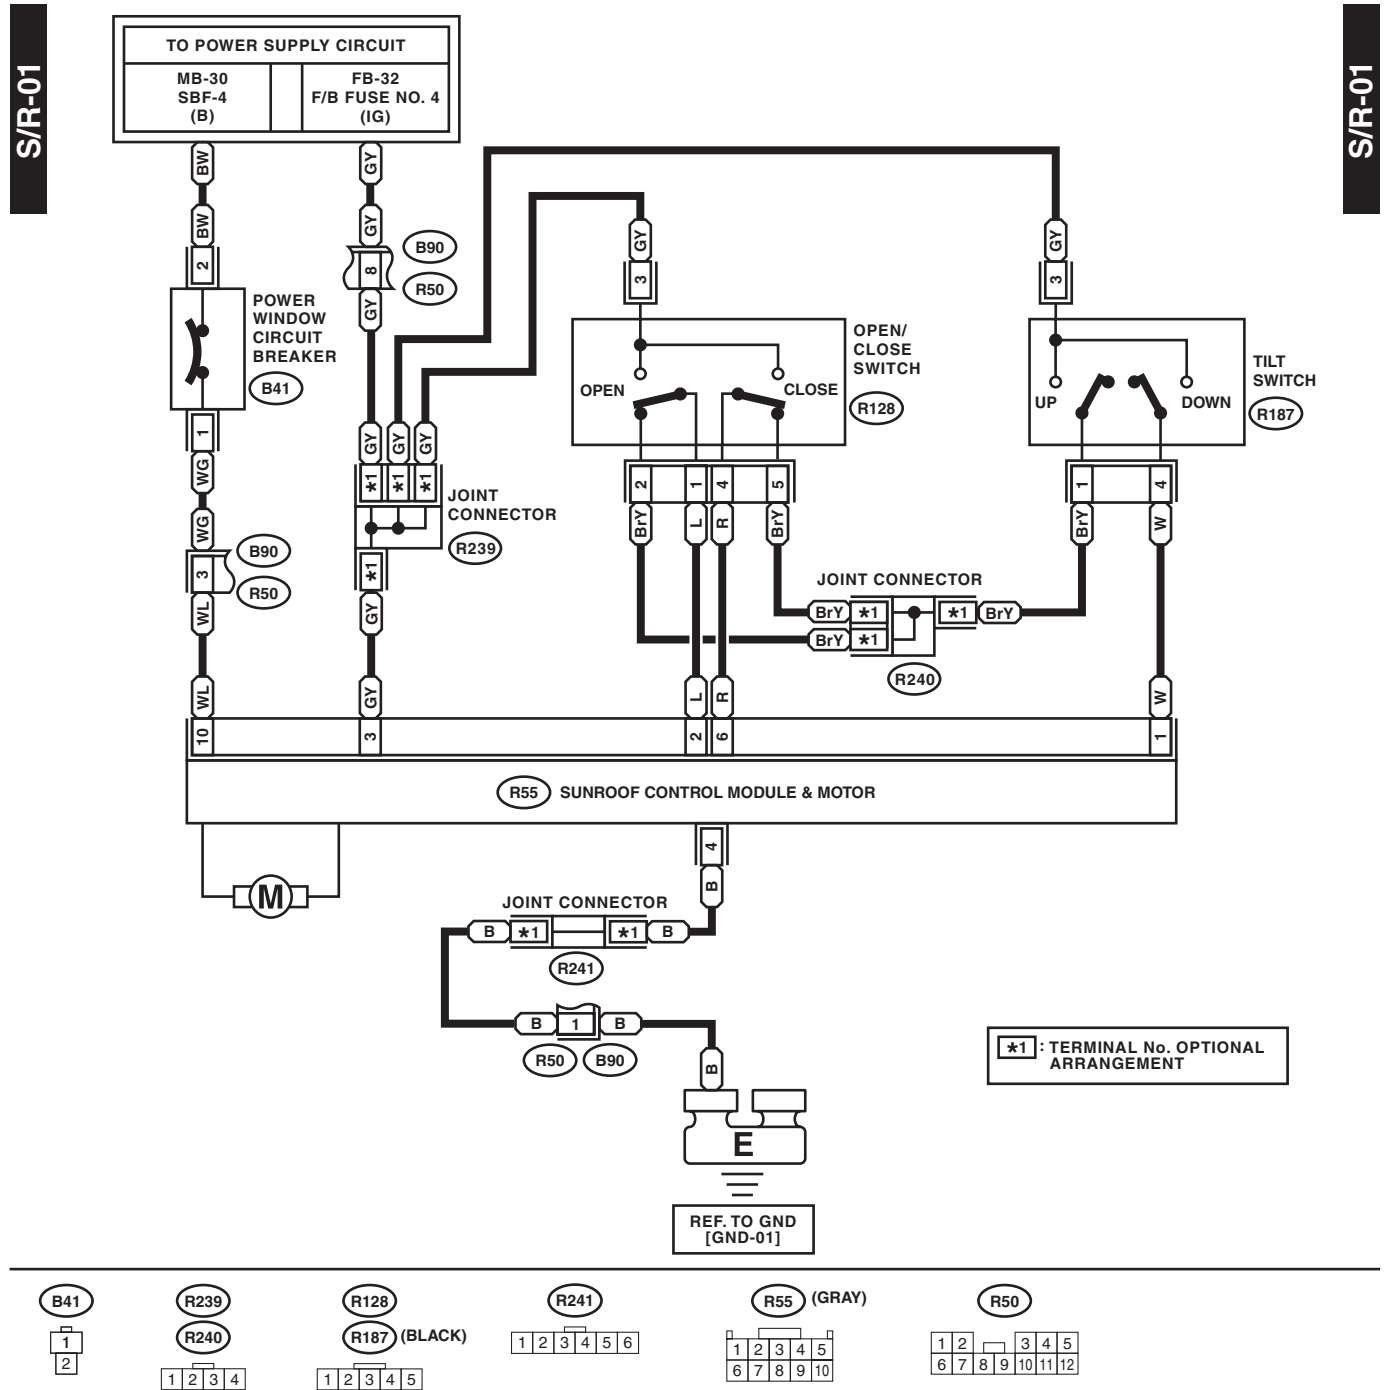 S/R-01
S/R-01
TO POWER SUPPLY CIRCUIT
MB-30
SBF-4
(B)
FB-32
F/B FUSE NO. 4
(IG)
BW
GY
BW
GY
2
8
B90
R50
GY
GY
3
GY
3
POWER
WINDOW
CIRCUIT
BREAKER
B41
OPEN/
CLOSE
SWITCH
R128
OPEN
CLOSE
TILT
SWITCH
R187
UP
DOWN
1
WG
WG
GY
GY
GY
*1
*1
*1
JOINT
CONNECTOR
R239
*1
GY
2
1
4
5
1
4
BrY
L
R
BrY
BrY
W
B90
R50
3
WL
JOINT CONNECTOR
BrY
*1
*1
BrY
BrY
*1
R240
WL
GY
L
R
W
10
3
2
6
1
R55
SUNROOF CONTROL MODULE & MOTOR
4
B
M
JOINT CONNECTOR
B
*1
*1
B
R241
B
1
B
R50
B90
B
*1 : TERMINAL No. OPTIONAL
ARRANGEMENT
E
REF. TO GND
[GND-01]
B41
1
2
R239
R240
1 2 3 4
R128
R187 (BLACK)
1 2 3 4 5
R241
1 2 3 4 5 6
R55 (GRAY)
1 2 3 4 5
6 7 8 9 10
R50
1 2 3 4 5
6 7 8 9 10 11 12